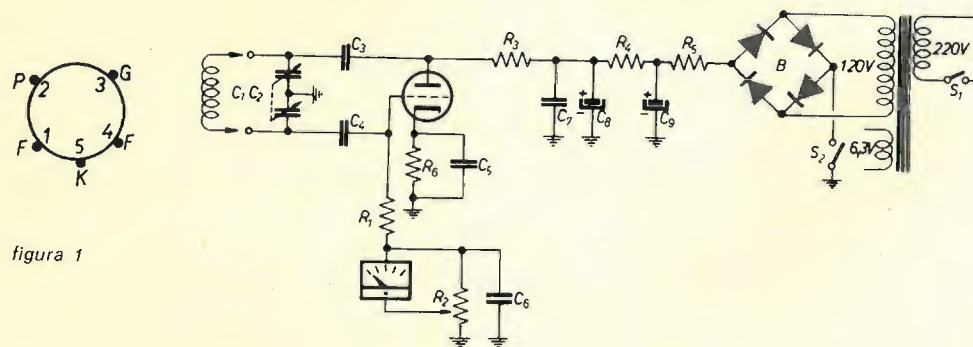 P 2
3 G
F 1
4 F
5
K
figura 1
C₁ C₂
C₃
C₄
R₁
R₂
C₆
R₆
C₅
R₃
C₇
+
-
C₈
R₄
+
-
C₉
R₅
B
120V
220V
S₁
S₂
6,3V